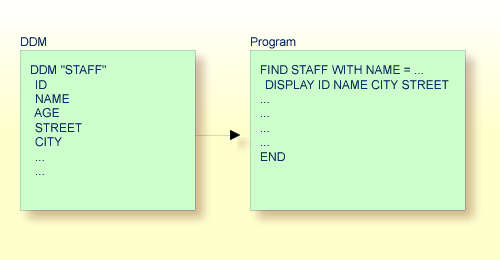 DDM
DDM "STAFF"
ID
NAME
AGE
STREET
CITY
...
...
Program
FIND STAFF WITH NAME = ...
DISPLAY ID NAME CITY STREET
...
...
...
...
END